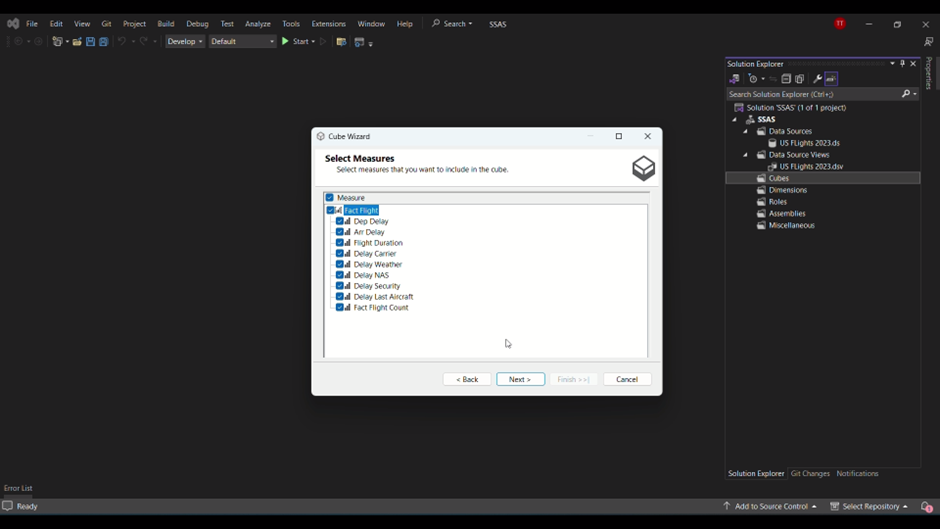 File Edit View Git Project Build Debug Test Analyze Tools Extensions Window Help Search SSAS TT
Develop Default Start
Solution Explorer
Properties
Search Solution Explorer (Ctrl+;)
Solution 'SSAS' (1 of 1 project)
SSAS
Data Sources
US FLights 2023.ds
Data Source Views
US FLights 2023.dsv
Cubes
Dimensions
Roles
Assemblies
Miscellaneous
Cube Wizard
Select Measures
Select measures that you want to include in the cube.
Measure
Fact Flight
Dep Delay
Arr Delay
Flight Duration
Delay Carrier
Delay Weather
Delay NAS
Delay Security
Delay Last Aircraft
Fact Flight Count
< Back Next > Finish >>| Cancel
Solution Explorer Git Changes Notifications
Error List
Ready Add to Source Control Select Repository 1